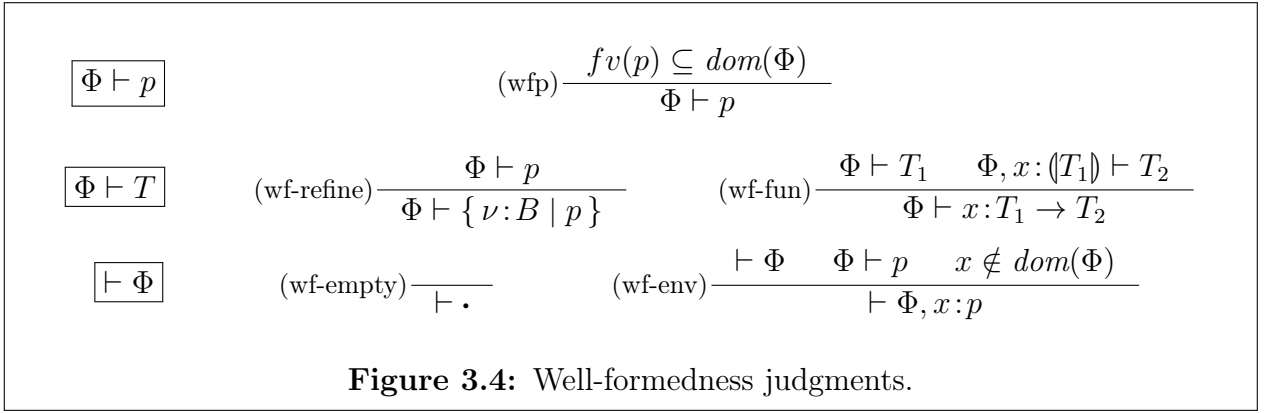 fv(p) ⊆ dom(Φ)
Φ ⊢ p (wfp) Φ ⊢ p
Φ ⊢ p Φ ⊢ T₁ Φ, x : ⦇T₁⦈ ⊢ T₂
Φ ⊢ T (wf-refine) Φ ⊢ { ν : B | p } (wf-fun) Φ ⊢ x : T₁ → T₂
⊢ Φ Φ ⊢ p x ∉ dom(Φ)
⊢ Φ (wf-empty) ⊢ • (wf-env) ⊢ Φ, x : p
Figure 3.4: Well-formedness judgments.